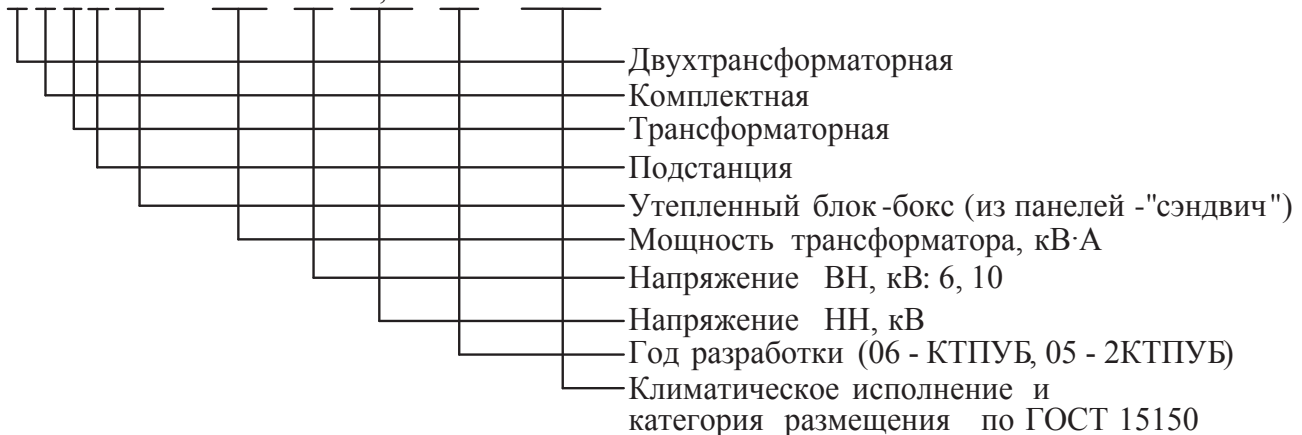 Двухтрансформаторная
Комплектная
Трансформаторная
Подстанция
Утепленный блок-бокс (из панелей -"сэндвич")
Мощность трансформатора, кВ·А
Напряжение ВН, кВ: 6, 10
Напряжение НН, кВ
Год разработки (06 - КТПУБ, 05 - 2КТПУБ)
Климатическое исполнение и
категория размещения по ГОСТ 15150